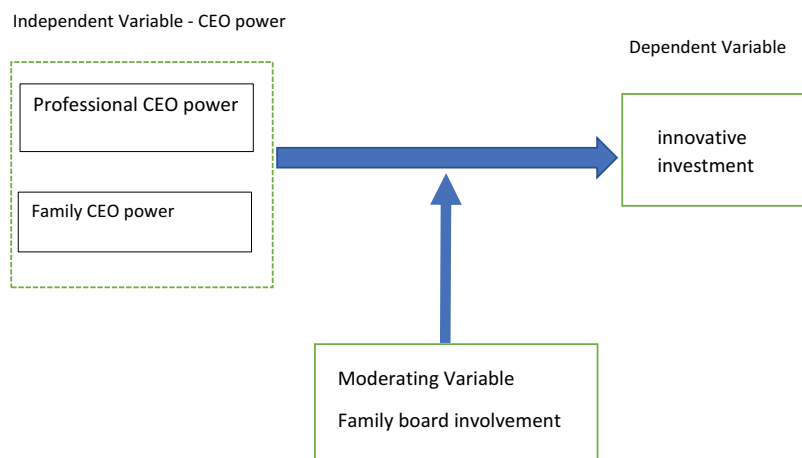 Independent Variable - CEO power
Dependent Variable
Professional CEO power
Family CEO power
innovative
investment
Moderating Variable
Family board involvement